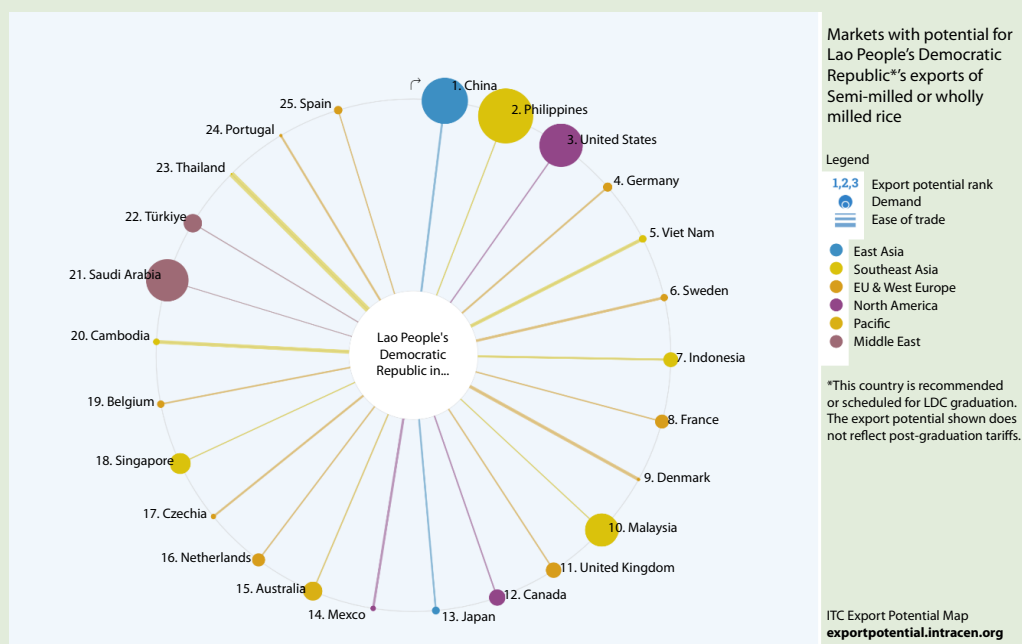 1. China
2. Philippines
3. United States
4. Germany
5. Viet Nam
6. Sweden
7. Indonesia
8. France
9. Denmark
10. Malaysia
11. United Kingdom
12. Canada
13. Japan
14. Mexco
15. Australia
16. Netherlands
17. Czechia
18. Singapore
19. Belgium
20. Cambodia
21. Saudi Arabia
22. Türkiye
23. Thailand
24. Portugal
25. Spain
Lao People's
Democratic
Republic in...
Markets with potential for
Lao People's Democratic
Republic*'s exports of
Semi-milled or wholly
milled rice
Legend
1,2,3 Export potential rank
Demand
Ease of trade
East Asia
Southeast Asia
EU & West Europe
North America
Pacific
Middle East
*This country is recommended
or scheduled for LDC graduation.
The export potential shown does
not reflect post-graduation tariffs.
ITC Export Potential Map
exportpotential.intracen.org